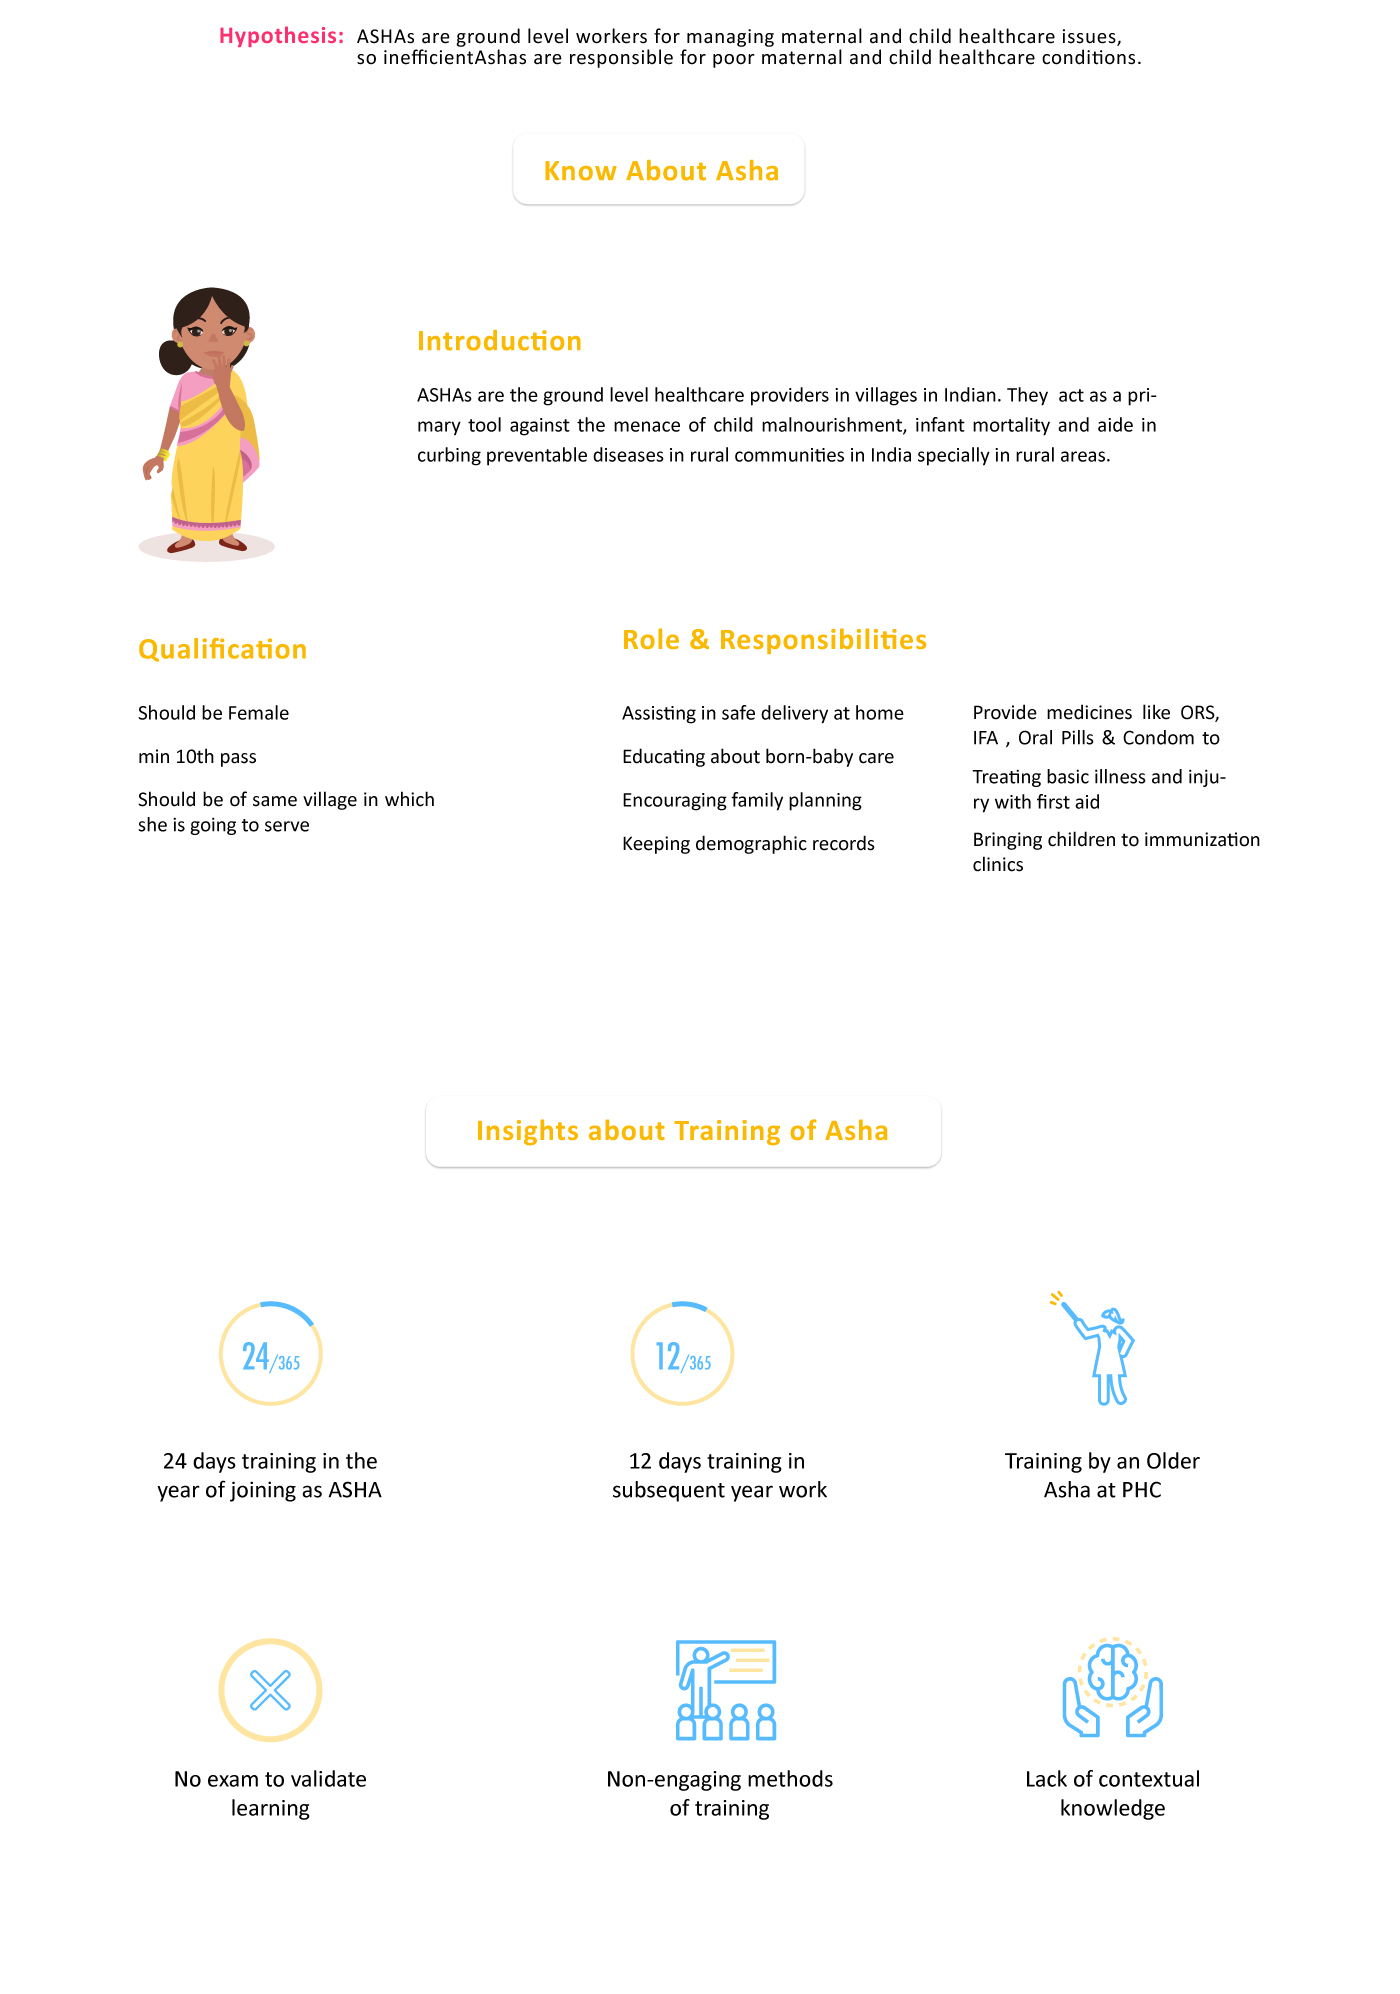 Hypothesis: ASHAs are ground level workers for managing maternal and child healthcare issues,
so inefficientAshas are responsible for poor maternal and child healthcare conditions.
Know About Asha
Introduction
ASHAs are the ground level healthcare providers in villages in Indian. They act as a pri-
mary tool against the menace of child malnourishment, infant mortality and aide in
curbing preventable diseases in rural communities in India specially in rural areas.
Qualification
Should be Female
min 10th pass
Should be of same village in which
she is going to serve
Role & Responsibilities
Assisting in safe delivery at home
Educating about born-baby care
Encouraging family planning
Keeping demographic records
Provide medicines like ORS,
IFA , Oral Pills & Condom to
Treating basic illness and inju-
ry with first aid
Bringing children to immunization
clinics
Insights about Training of Asha
24/365
24 days training in the
year of joining as ASHA
12/365
12 days training in
subsequent year work
Training by an Older
Asha at PHC
No exam to validate
learning
Non-engaging methods
of training
Lack of contextual
knowledge